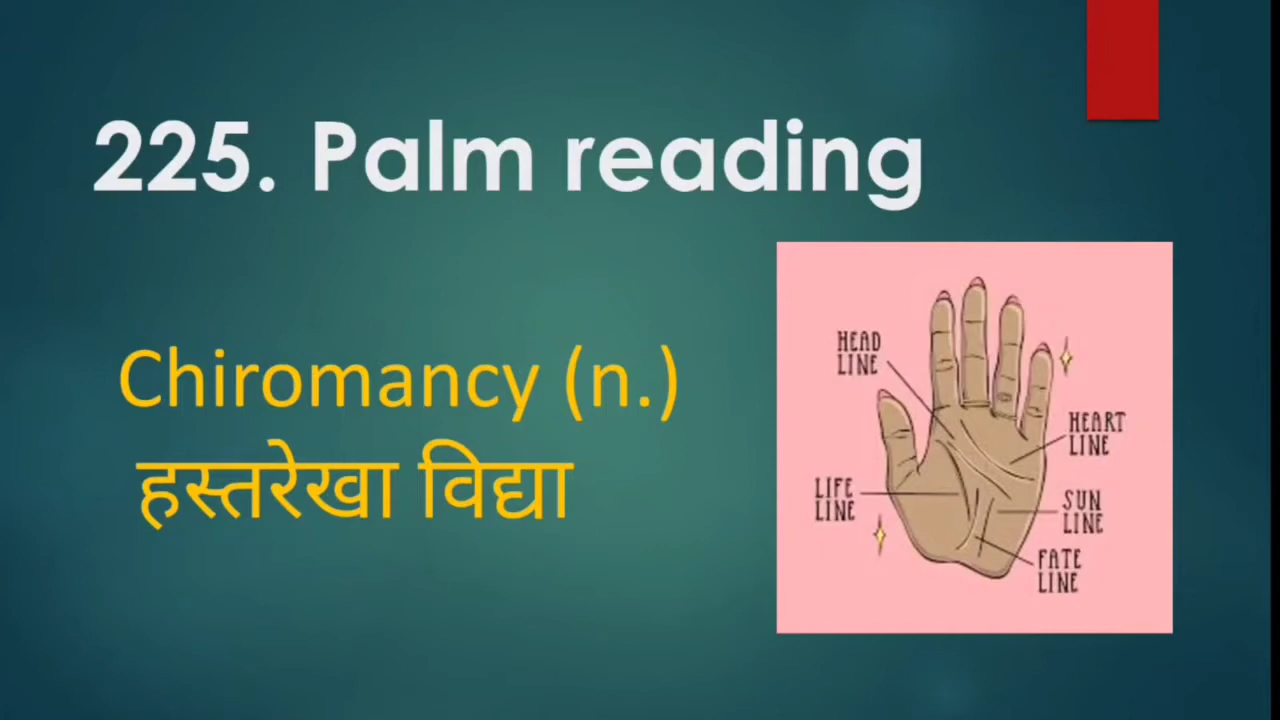 225. Palm reading
Chiromancy (n.)
हस्तरेखा विद्या
HEAD
LINE
HEART
LINE
LIFE
LINE
SUN
LINE
FATE
LINE